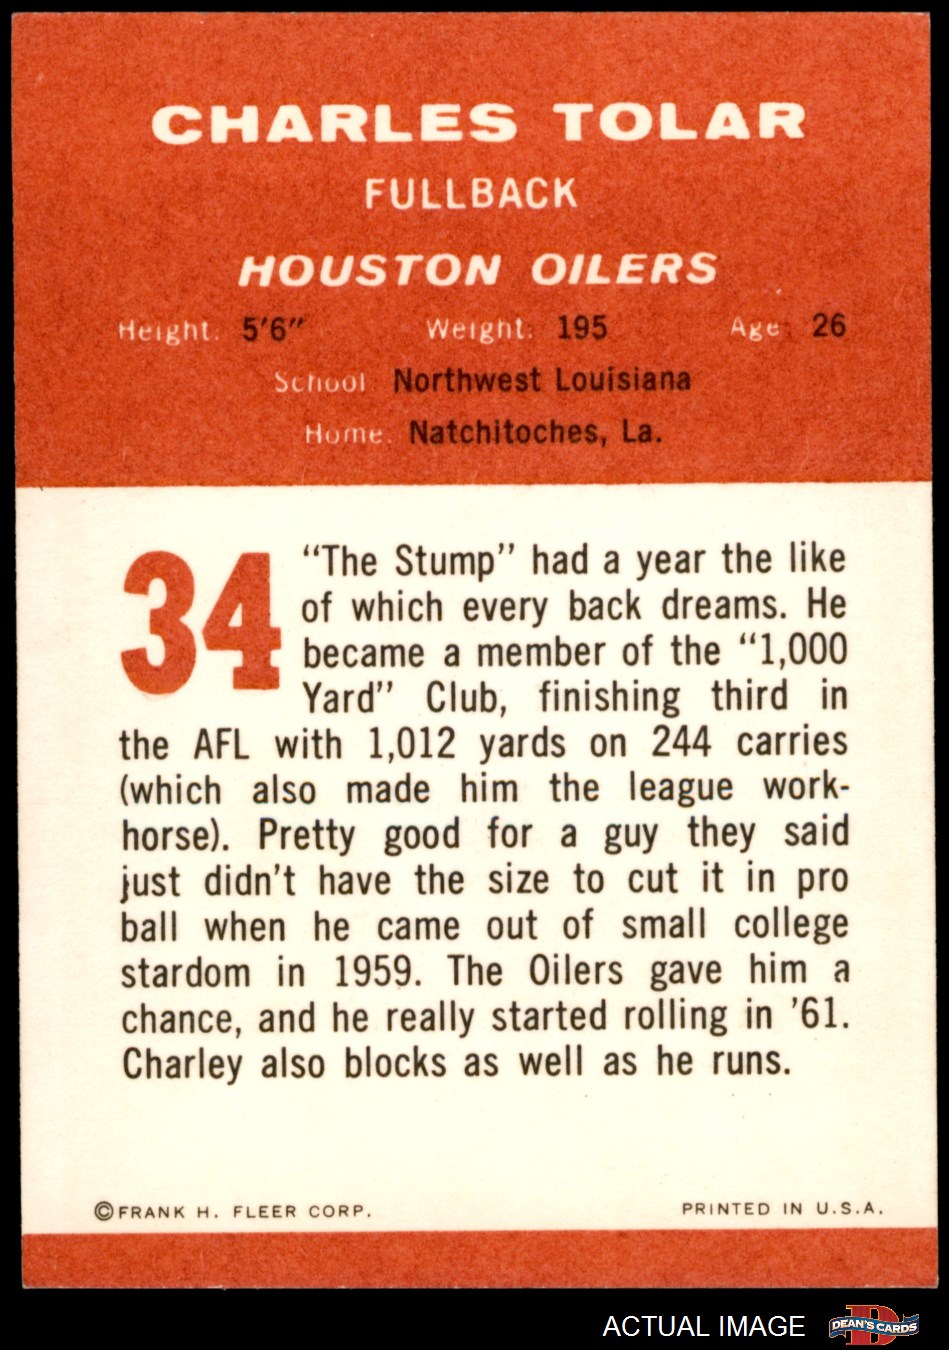 CHARLES TOLAR
FULLBACK
HOUSTON OILERS
Height: 5'6" Weight: 195 Age: 26
School Northwest Louisiana
Home: Natchitoches, La.
34
"The Stump" had a year the like
of which every back dreams. He
became a member of the "1,000
Yard" Club, finishing third in
the AFL with 1,012 yards on 244 carries
(which also made him the league work-
horse). Pretty good for a guy they said
just didn't have the size to cut it in pro
ball when he came out of small college
stardom in 1959. The Oilers gave him a
chance, and he really started rolling in '61.
Charley also blocks as well as he runs.
©FRANK H. FLEER CORP. PRINTED IN U.S.A.
ACTUAL IMAGE D DEAN'S CARDS